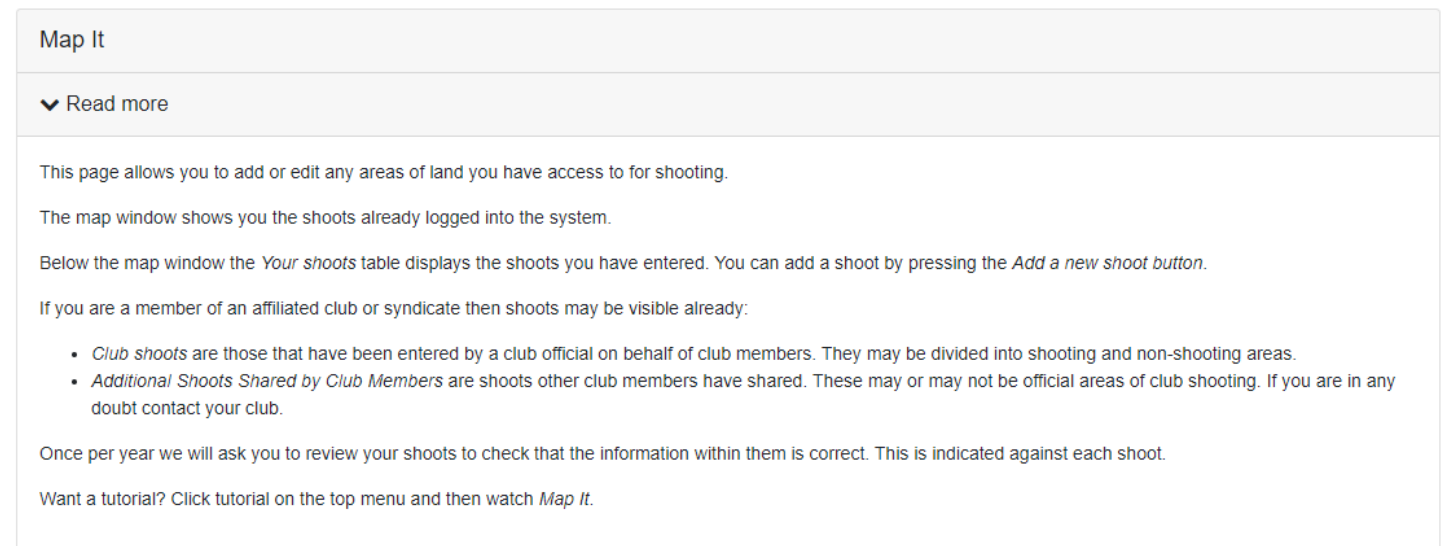 Map It
Read more
This page allows you to add or edit any areas of land you have access to for shooting.
The map window shows you the shoots already logged into the system.
Below the map window the Your shoots table displays the shoots you have entered. You can add a shoot by pressing the Add a new shoot button.
If you are a member of an affiliated club or syndicate then shoots may be visible already:
• Club shoots are those that have been entered by a club official on behalf of club members. They may be divided into shooting and non-shooting areas.
• Additional Shoots Shared by Club Members are shoots other club members have shared. These may or may not be official areas of club shooting. If you are in any
doubt contact your club.
Once per year we will ask you to review your shoots to check that the information within them is correct. This is indicated against each shoot.
Want a tutorial? Click tutorial on the top menu and then watch Map It.